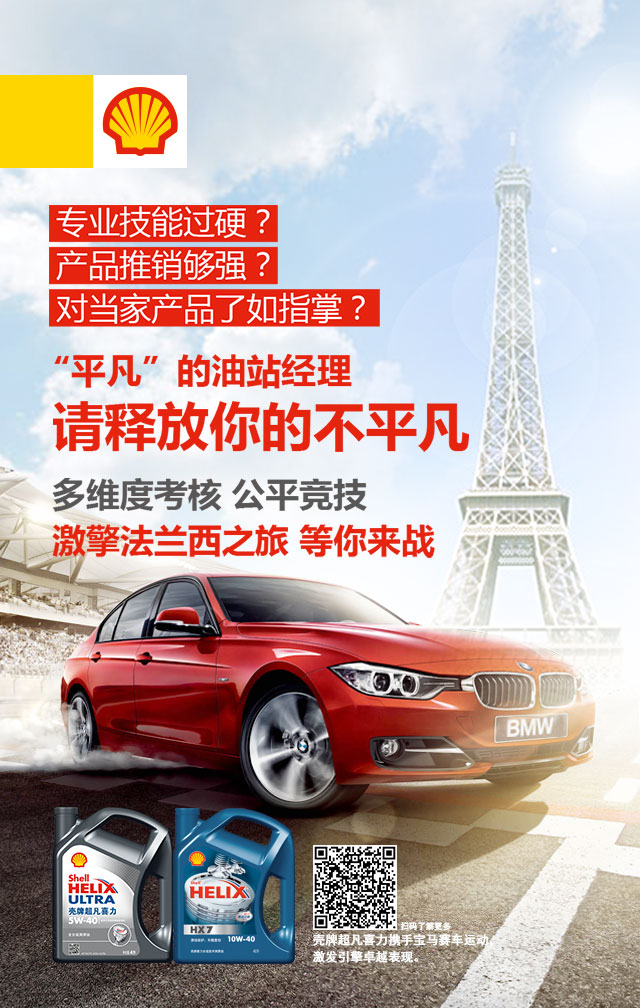 专业技能过硬？
产品推销够强？
对当家产品了如指掌？
“平凡”的油站经理
请释放你的不平凡
多维度考核 公平竞技
激擎法兰西之旅 等你来战
BMW
Shell
HELIX
ULTRA
壳牌超凡喜力
5W-40
Shell
HELIX
HX7
10W-40
扫码了解更多
壳牌超凡喜力携手宝马赛车运动
激发引擎卓越表现。